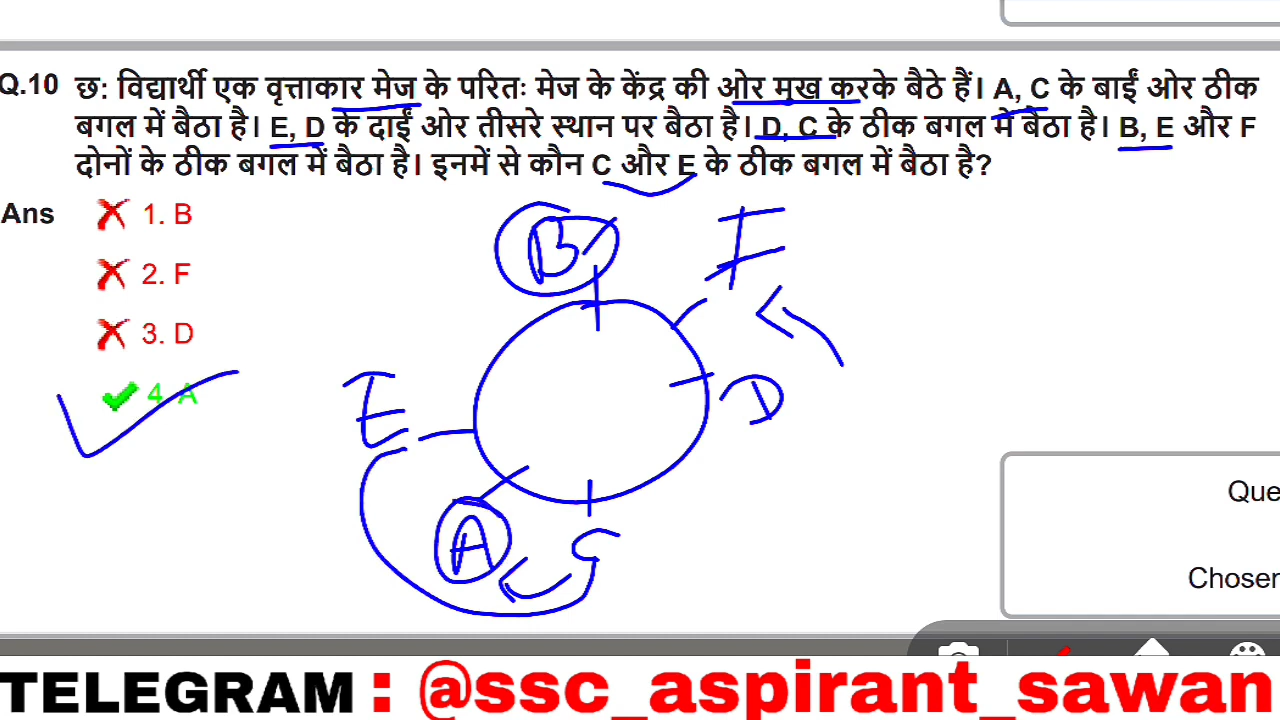 Q.10 छ: विद्यार्थी एक वृत्ताकार मेज के परितः मेज के केंद्र की ओर मुख करके बैठे हैं। A, C के बाईं ओर ठीक
बगल में बैठा है। E, D के दाईं ओर तीसरे स्थान पर बैठा है। D, C के ठीक बगल में बैठा है। B, E और F
दोनों के ठीक बगल में बैठा है। इनमें से कौन C और E के ठीक बगल में बैठा है?
Ans 1. B
2. F
3. D
4. A
B
F
D
E
A
C
Que
Chosen
TELEGRAM : @ssc_aspirant_sawan